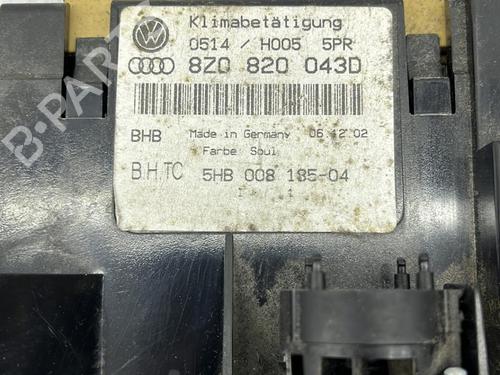 Klimabetätigung
0514 / H005 5PR
8Z0 820 043D
BHB Made in Germany 06.12.02
Farbe Soul
B.H.TC 5HB 008 185-04
B-Parts